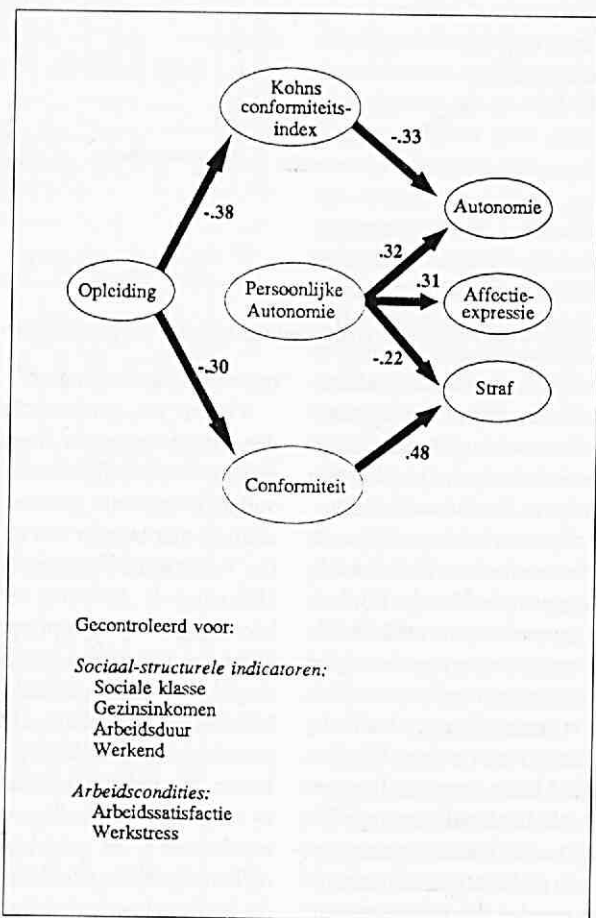 Kohns
conformiteits-
index
-.33
Autonomie
-.38
.32
.31
Opleiding
Persoonlijke
Autonomie
Affectie-
expressie
-.22
-.30
Straf
.48
Conformiteit
Gecontroleerd voor:
Sociaal-structurele indicatoren:
Sociale klasse
Gezinsinkomen
Arbeidsduur
Werkend
Arbeidscondities:
Arbeidssatisfactie
Werkstress